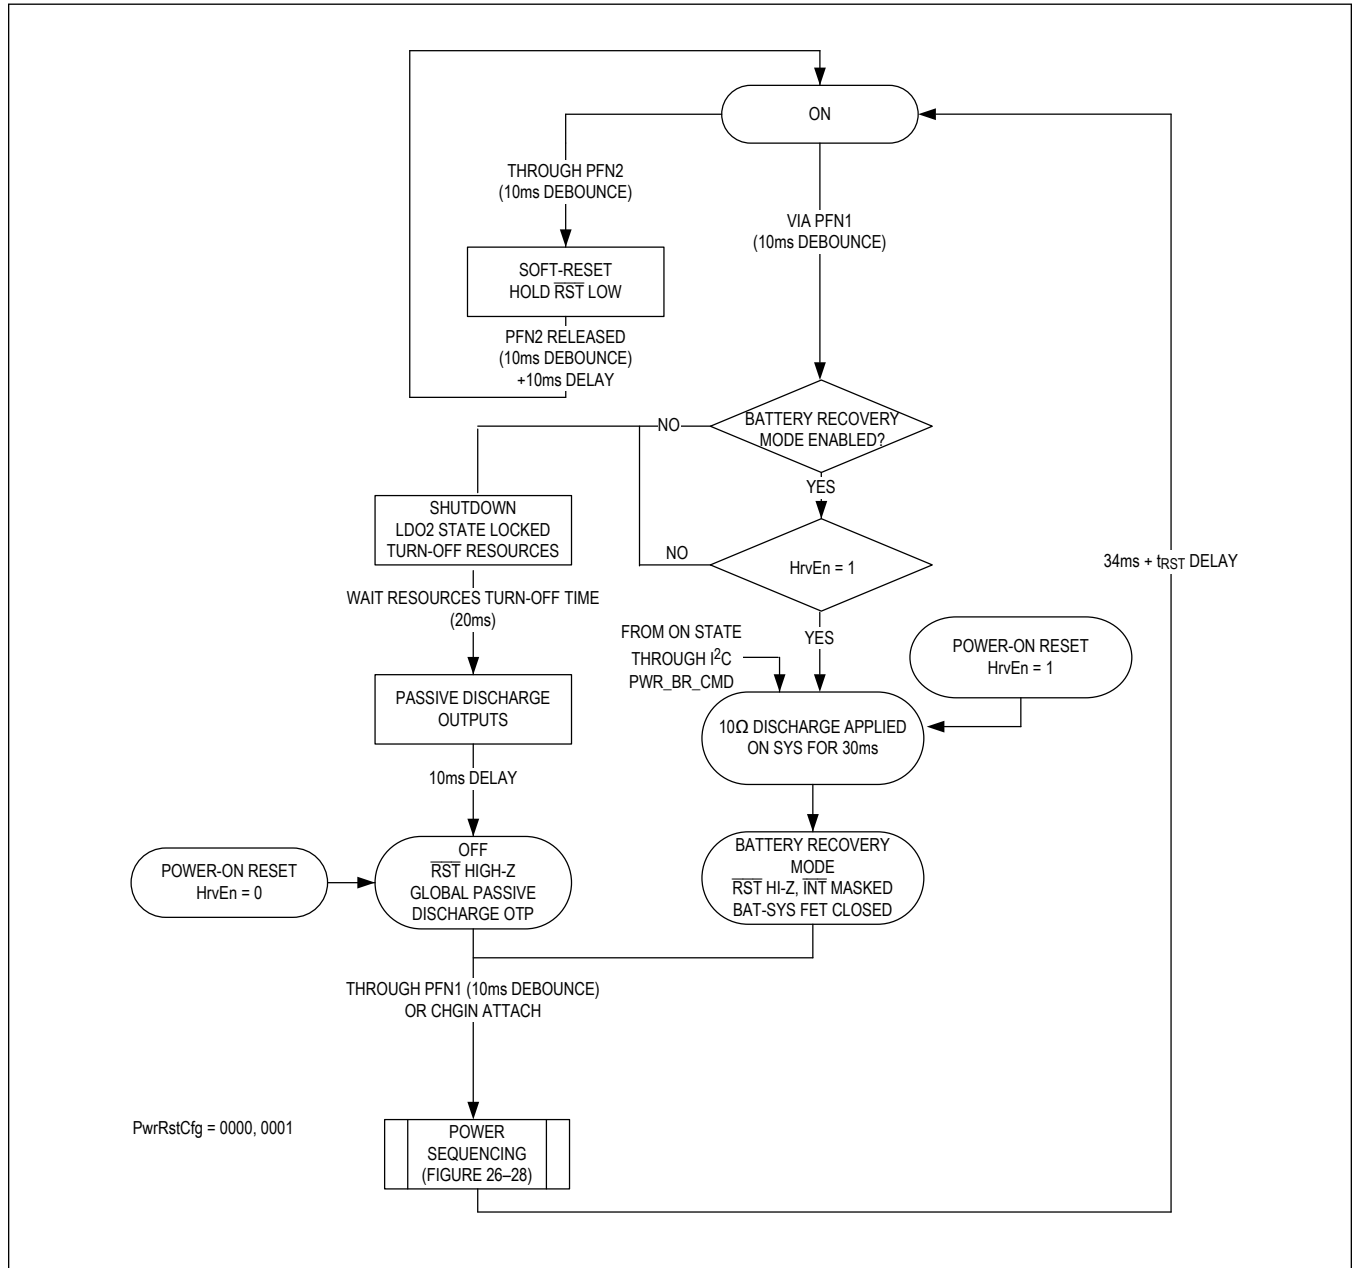 ON
THROUGH PFN2
(10ms DEBOUNCE)
VIA PFN1
(10ms DEBOUNCE)
SOFT-RESET
HOLD R̅S̅T̅ LOW
PFN2 RELEASED
(10ms DEBOUNCE)
+10ms DELAY
BATTERY RECOVERY
MODE ENABLED?
NO
YES
SHUTDOWN
LDO2 STATE LOCKED
TURN-OFF RESOURCES
HrvEn = 1
NO
YES
34ms + tRST DELAY
WAIT RESOURCES TURN-OFF TIME
(20ms)
FROM ON STATE
THROUGH I²C
PWR_BR_CMD
POWER-ON RESET
HrvEn = 1
PASSIVE DISCHARGE
OUTPUTS
10Ω DISCHARGE APPLIED
ON SYS FOR 30ms
10ms DELAY
OFF
R̅S̅T̅ HIGH-Z
GLOBAL PASSIVE
DISCHARGE OTP
POWER-ON RESET
HrvEn = 0
BATTERY RECOVERY
MODE
R̅S̅T̅ HI-Z, I̅N̅T̅ MASKED
BAT-SYS FET CLOSED
THROUGH PFN1 (10ms DEBOUNCE)
OR CHGIN ATTACH
PwrRstCfg = 0000, 0001
POWER
SEQUENCING
(FIGURE 26–28)